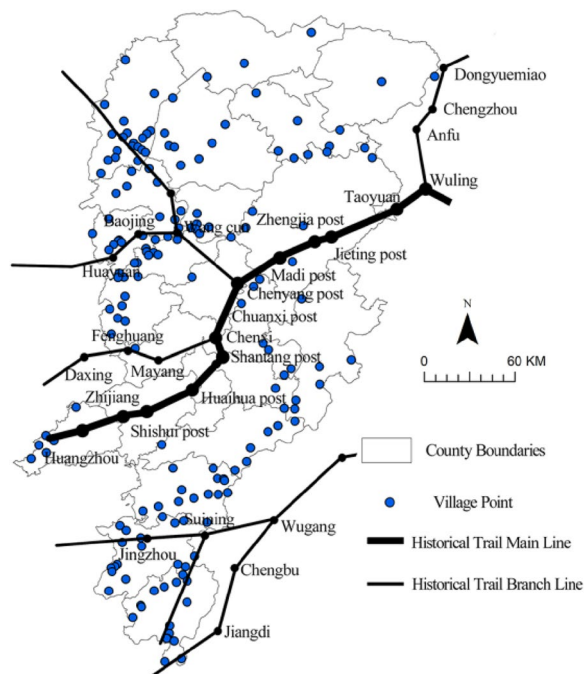 Dongyuemiao
Chengzhou
Anfu
Wuling
Taoyuan
Zhengjia post
Baojing
Wang cun
Jieting post
Huayuan
Madi post
Chenyang post
Chuanxi post
Fenghuang
Chenxi
N
Shantang post
Daxing
Mayang
0
60 KM
Zhijiang
Huaihua post
Shishui post
Huangzhou
County Boundaries
Village Point
Suining
Wugang
Historical Trail Main Line
Jingzhou
Chengbu
Historical Trail Branch Line
Jiangdi